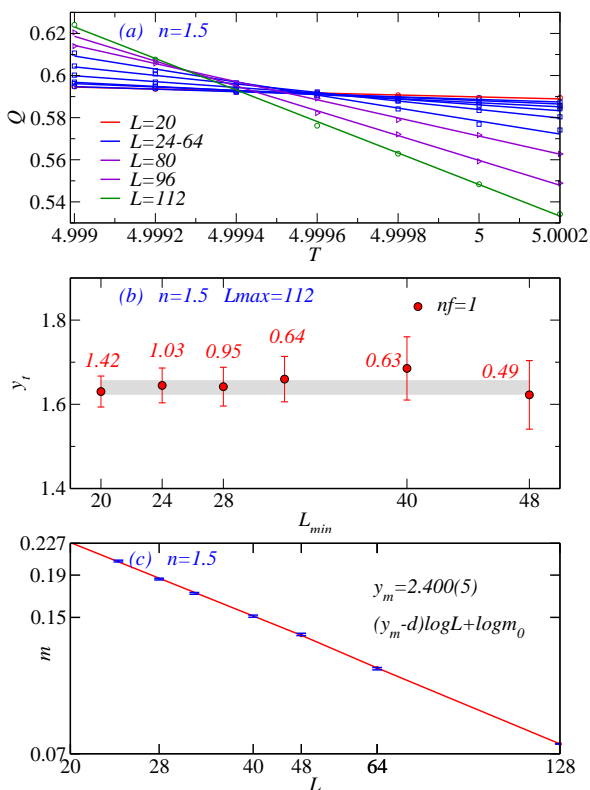 (a) n=1.5
0.62
0.6
0.58
0.56
0.54
Q
L=20
L=24-64
L=80
L=96
L=112
4.999 4.9992 4.9994 4.9996 4.9998 5 5.0002
T
(b) n=1.5 Lmax=112
nf=1
1.8
1.6
1.4
y_t
1.42 1.03 0.95 0.64 0.63 0.49
20 24 28 40 48
L_min
(c) n=1.5
0.227
0.19
0.15
0.07
m
y_m=2.400(5)
(y_m-d)logL+logm_0
20 28 40 48 64 128
L